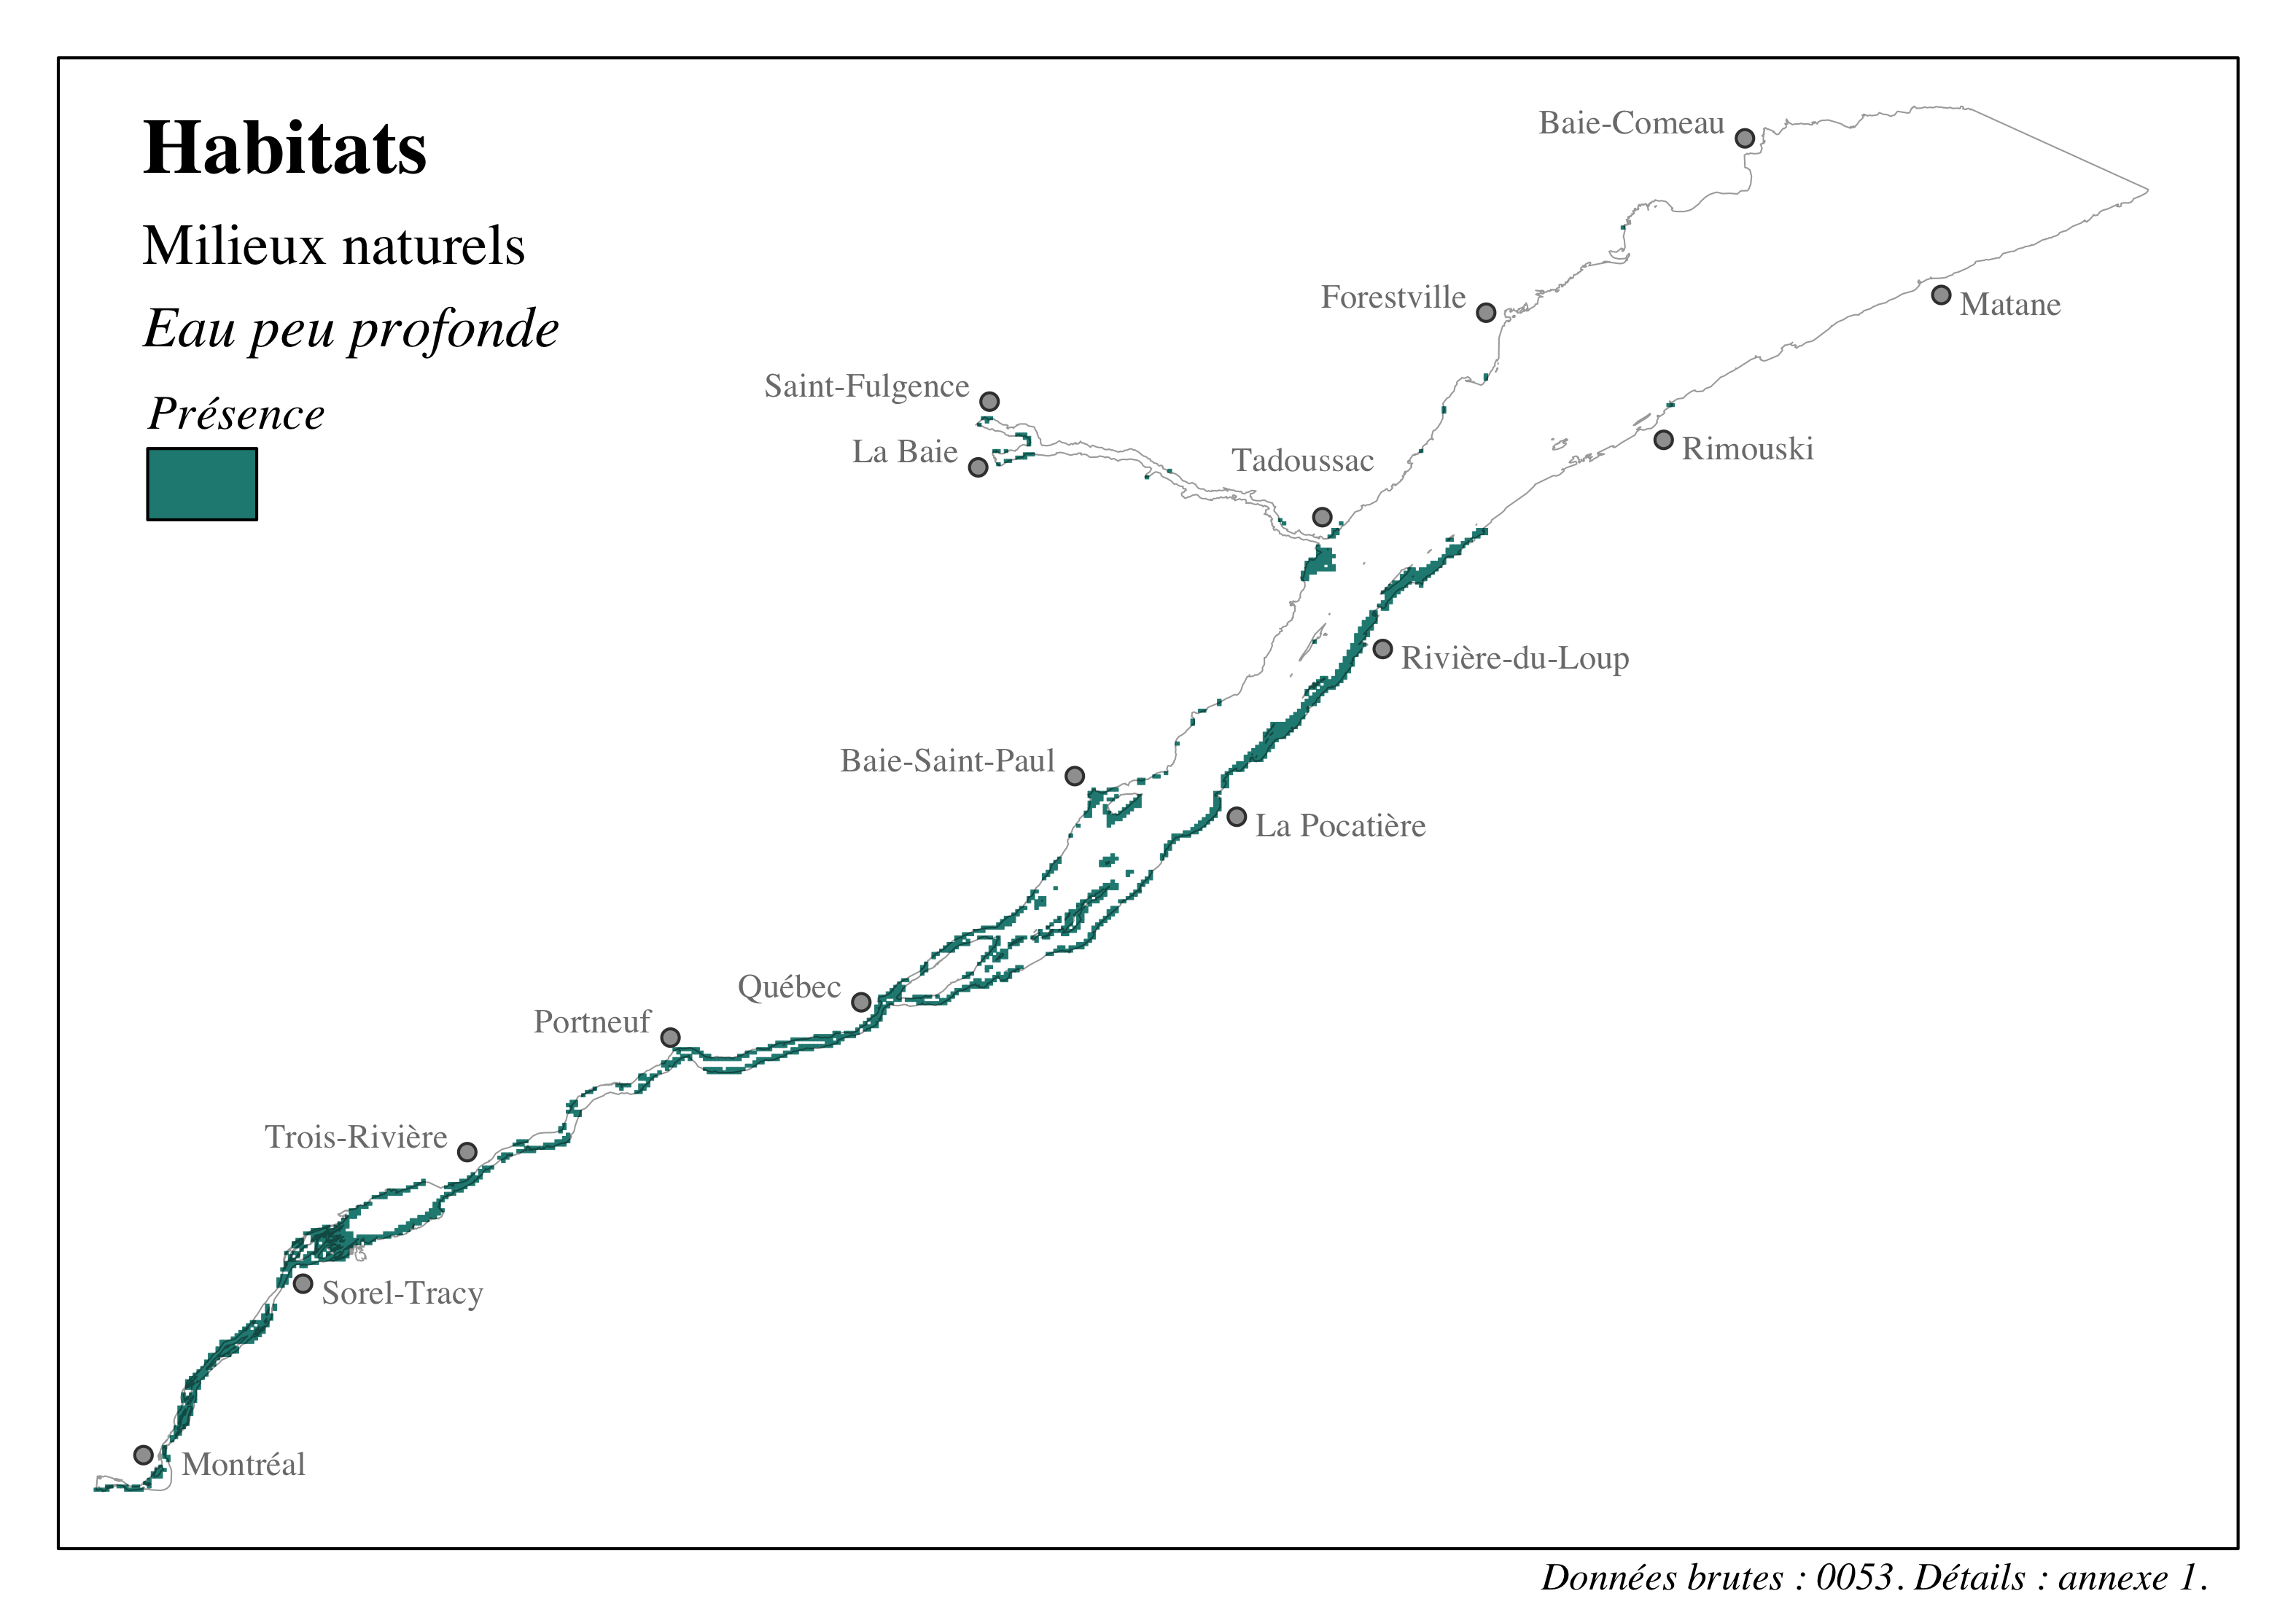 Habitats
Milieux naturels
Eau peu profonde
Présence
Baie-Comeau
Forestville
Matane
Saint-Fulgence
La Baie
Tadoussac
Rimouski
Rivière-du-Loup
Baie-Saint-Paul
La Pocatière
Québec
Portneuf
Trois-Rivière
Sorel-Tracy
Montréal
Données brutes : 0053. Détails : annexe 1.